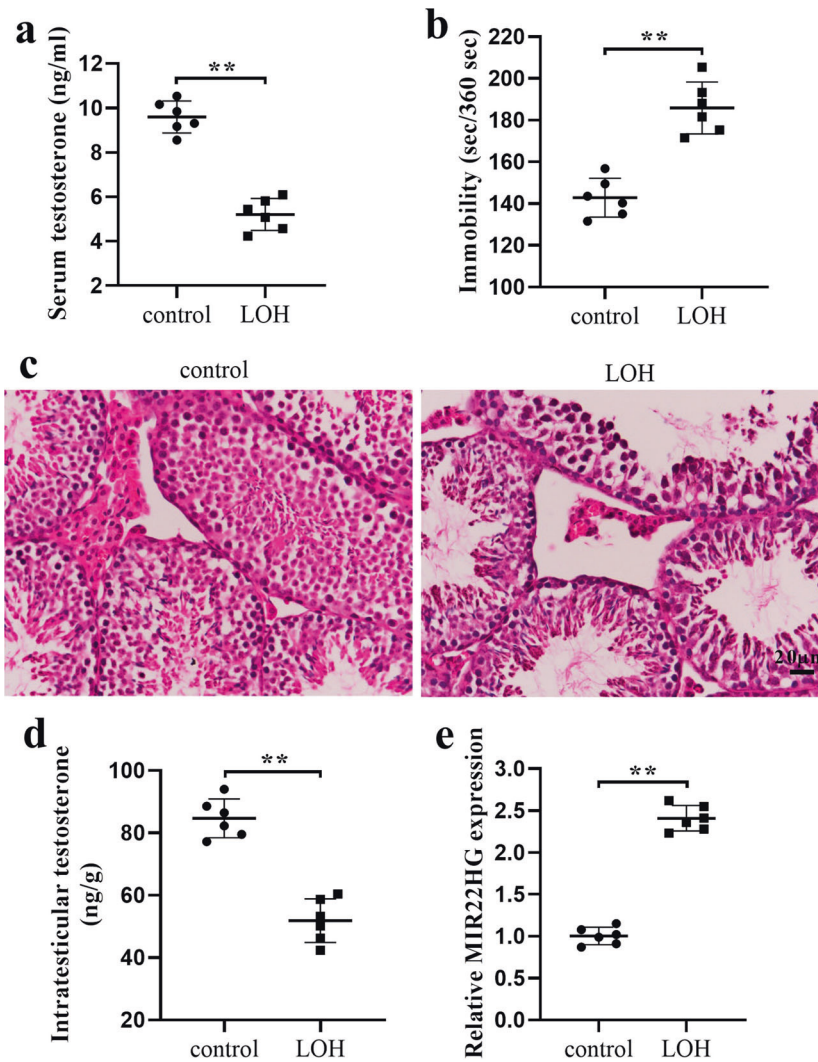 a
Serum testosterone (ng/ml)
12
10
8
6
4
2
**
control
LOH
b
Immobility (sec/360 sec)
220
200
180
160
140
120
100
**
control
LOH
c
control
LOH
20μm
d
Intratesticular testosterone
(ng/g)
100
80
60
40
20
**
control
LOH
e
Relative MIR22HG expression
3.0
2.5
2.0
1.5
1.0
0.5
0.0
**
control
LOH